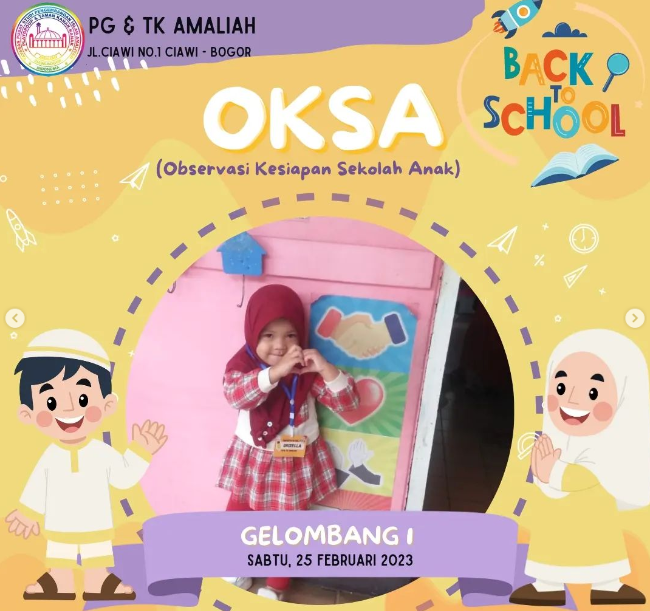 PG & TK AMALIAH
JL.CIAWI NO.1 CIAWI - BOGOR
BACK
TO
SCHOOL
OKSA
(Observasi Kesiapan Sekolah Anak)
GELOMBANG I
SABTU, 25 FEBRUARI 2023